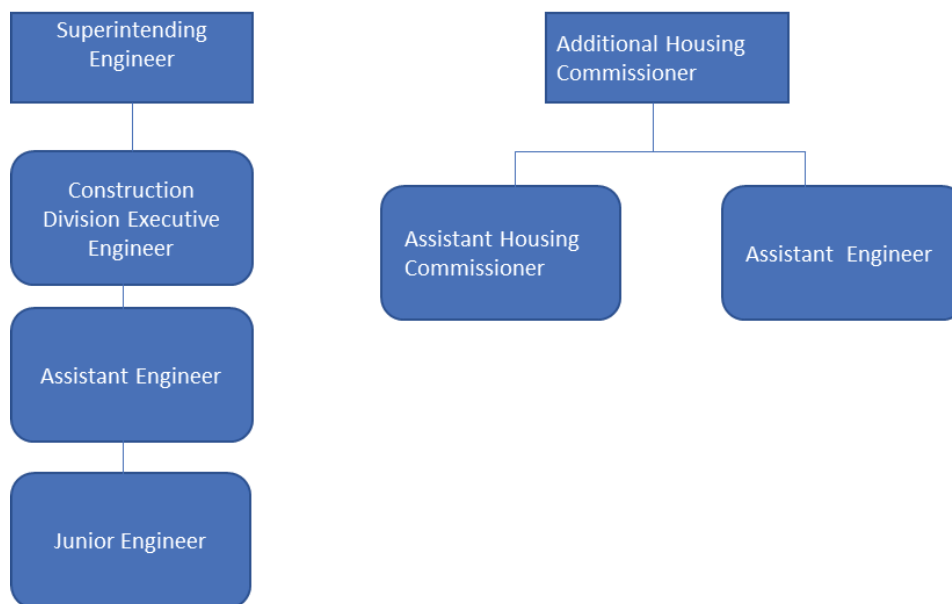 Superintending
Engineer
Construction
Division Executive
Engineer
Assistant Engineer
Junior Engineer
Additional Housing
Commissioner
Assistant Housing
Commissioner
Assistant Engineer